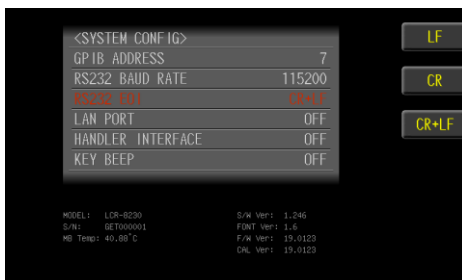 <SYSTEM CONFIG>
GPIB ADDRESS 7
RS232 BAUD RATE 115200
RS232 EOI CR+LF
LAN PORT OFF
HANDLER INTERFACE OFF
KEY BEEP OFF
LF
CR
CR+LF
MODEL: LCR-8230 S/W Ver: 1.246
S/N: GET000001 FONT Ver: 1.6
MB Temp: 40.88°C F/W Ver: 19.0123
CAL Ver: 19.0123